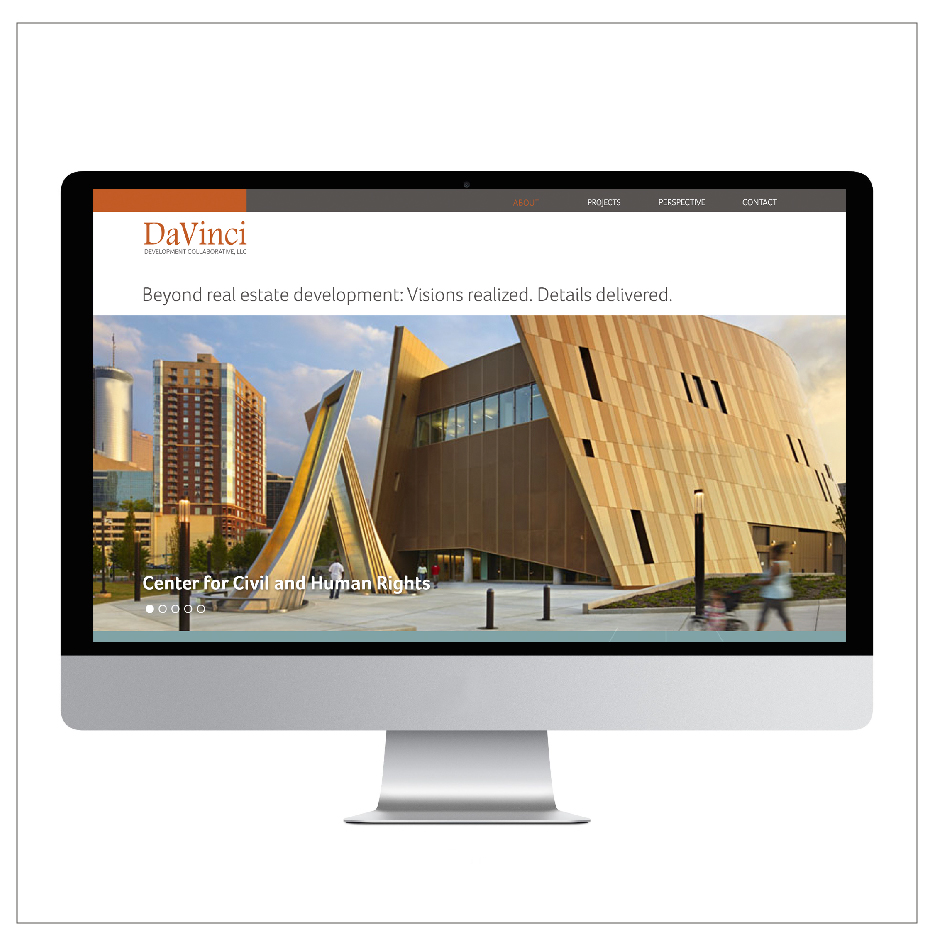 ABOUT
PROJECTS
PERSPECTIVE
CONTACT
DaVinci
DEVELOPMENT COLLABORATIVE, LLC
Beyond real estate development: Visions realized. Details delivered.
Center for Civil and Human Rights